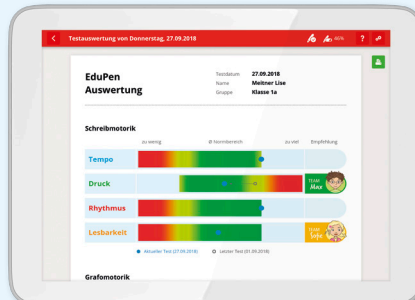 Testauswertung von Donnerstag, 27.09.2018
66%
?
EduPen
Auswertung
Testdatum 27.09.2018
Name Meitner Lise
Gruppe Klasse 1a
Schreibmotorik
zu wenig Ø Normbereich zu viel Empfehlung
Tempo
Druck
TEAM
Max
Rhythmus
Lesbarkeit
TEAM
Sofie
Aktueller Test (27.09.2018) Letzter Test (01.09.2018)
Grafomotorik